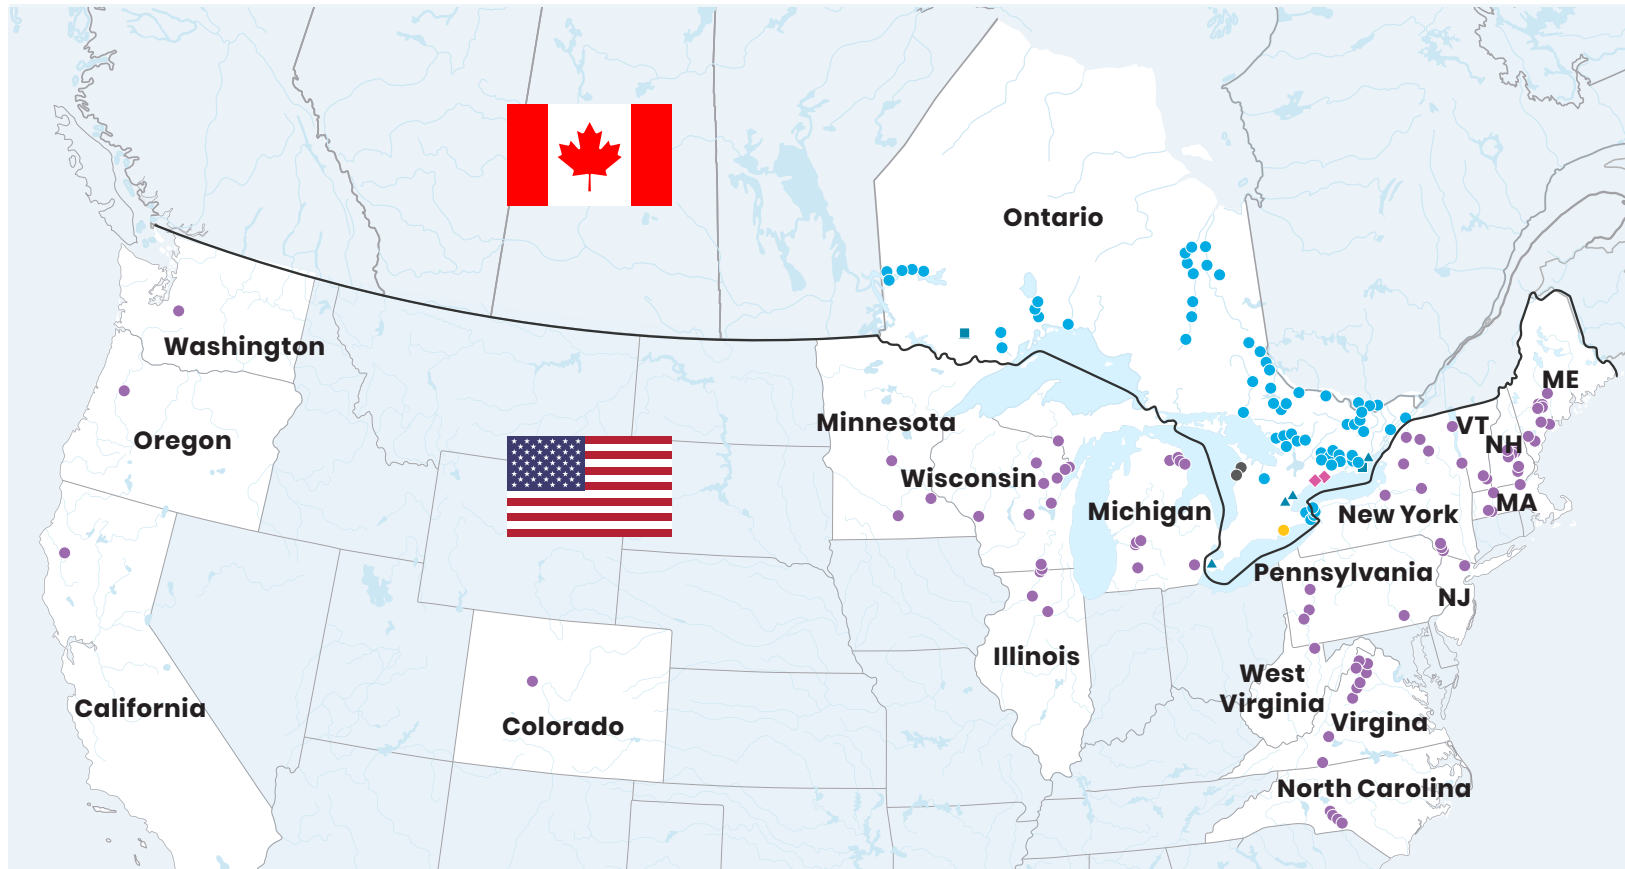 Ontario
Washington
ME
Minnesota
VT
Oregon
NH
Wisconsin
MA
Michigan
New York
Pennsylvania
NJ
Illinois
West
Virginia
California
Virgina
Colorado
North Carolina